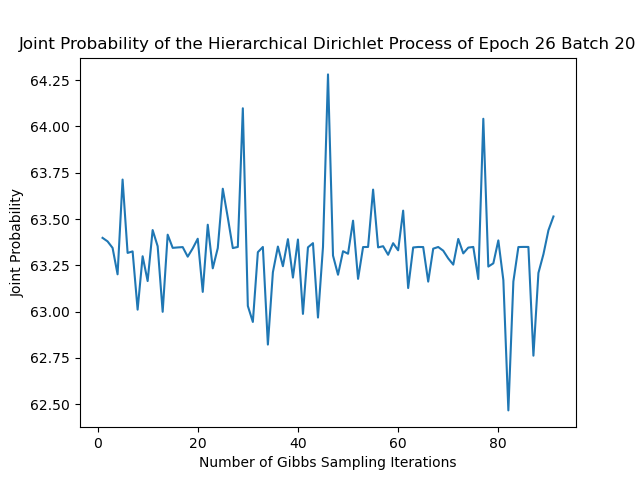 Joint Probability of the Hierarchical Dirichlet Process of Epoch 26 Batch 20
64.25
64.00
63.75
63.50
63.25
63.00
62.75
62.50
Joint Probability
0 20 40 60 80
Number of Gibbs Sampling Iterations